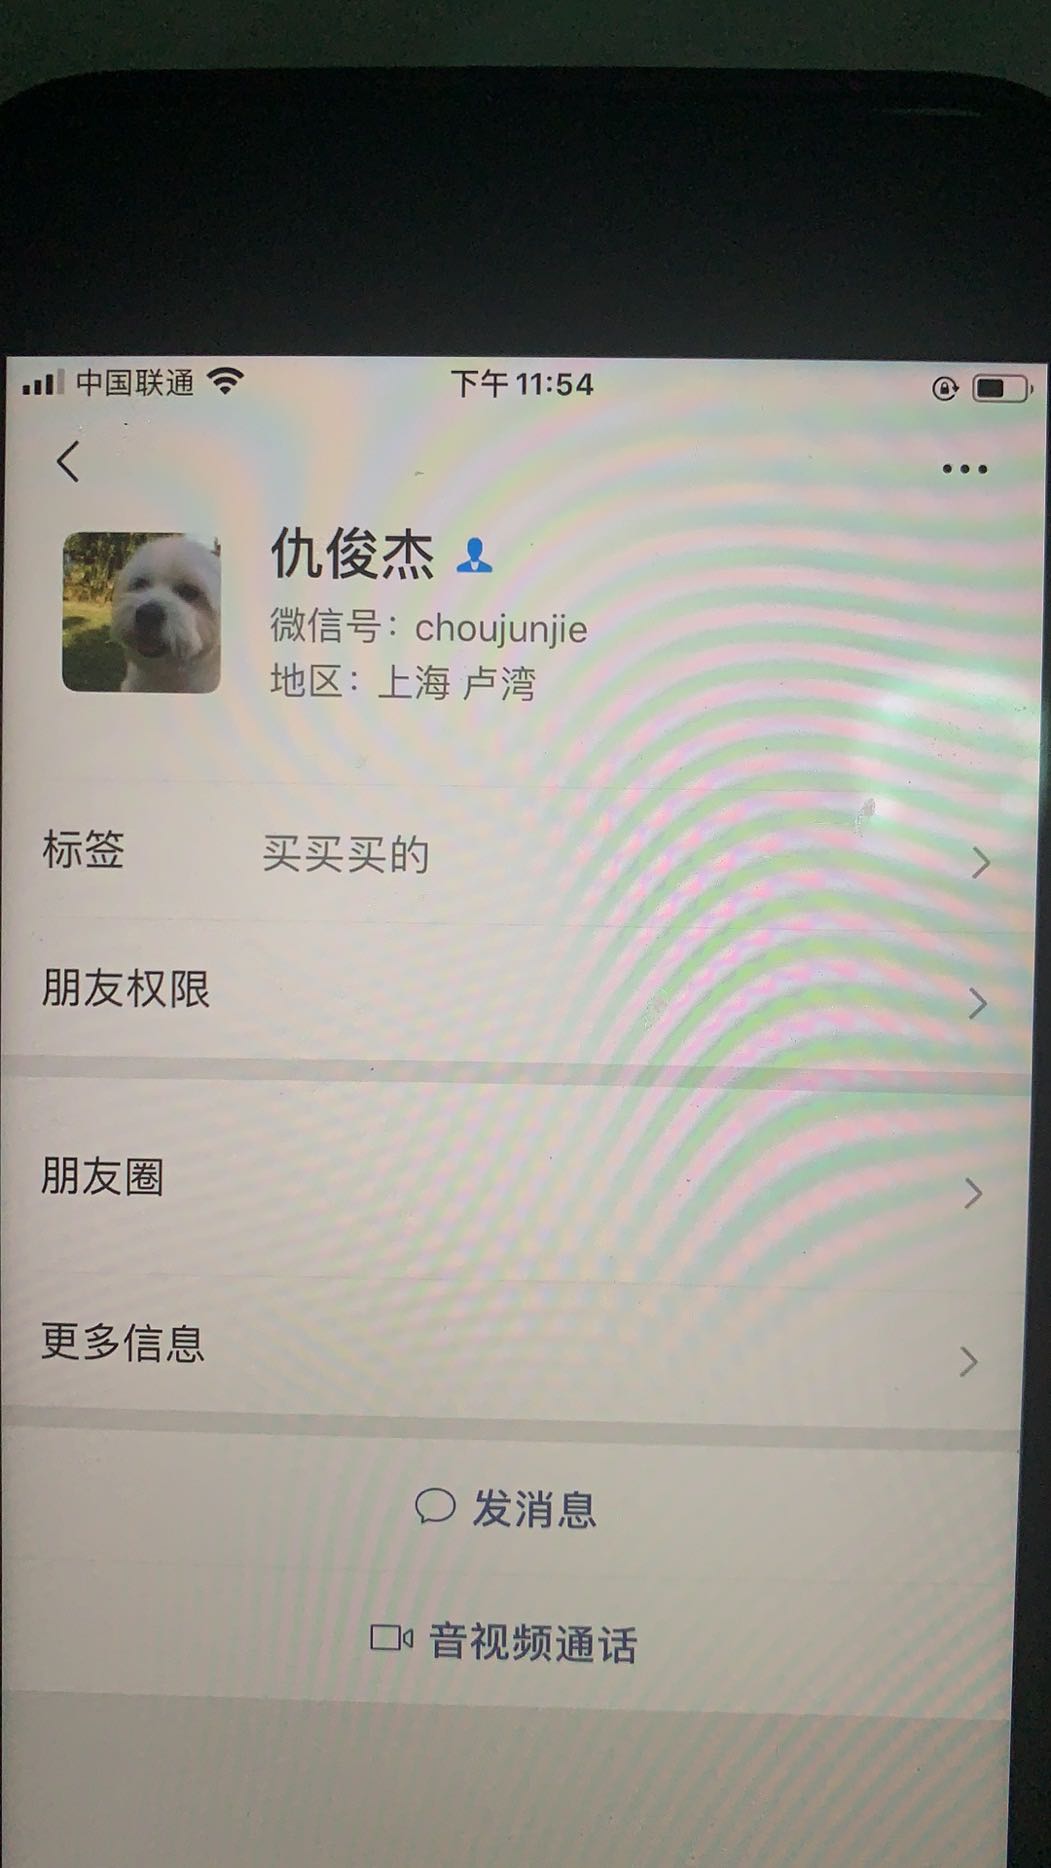 中国联通
下午11:54
仇俊杰
微信号：choujunjie
地区：上海 卢湾
标签 买买买的
朋友权限
朋友圈
更多信息
发消息
音视频通话